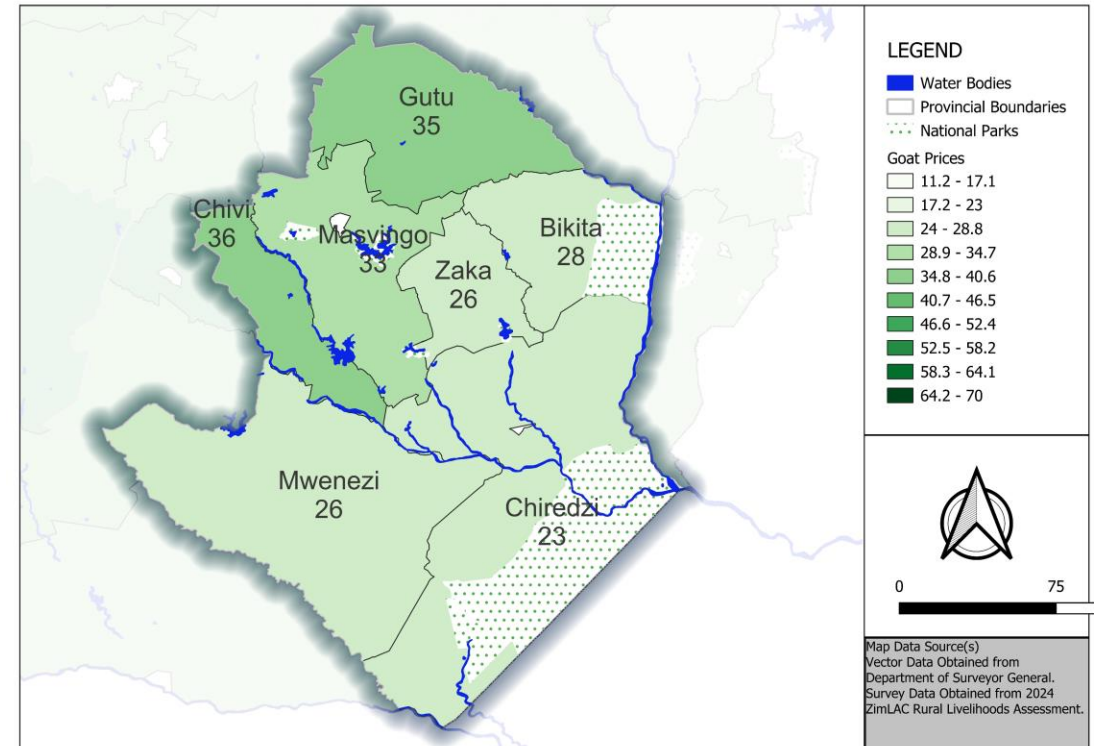 Gutu
35
Chivi
36
Masvingo
33
Bikita
28
Zaka
26
Mwenezi
26
Chiredzi
23
LEGEND
Water Bodies
Provincial Boundaries
National Parks
Goat Prices
11.2 - 17.1
17.2 - 23
24 - 28.8
28.9 - 34.7
34.8 - 40.6
40.7 - 46.5
46.6 - 52.4
52.5 - 58.2
58.3 - 64.1
64.2 - 70
0 75
Map Data Source(s)
Vector Data Obtained from
Department of Surveyor General.
Survey Data Obtained from 2024
ZimLAC Rural Livelihoods Assessment.